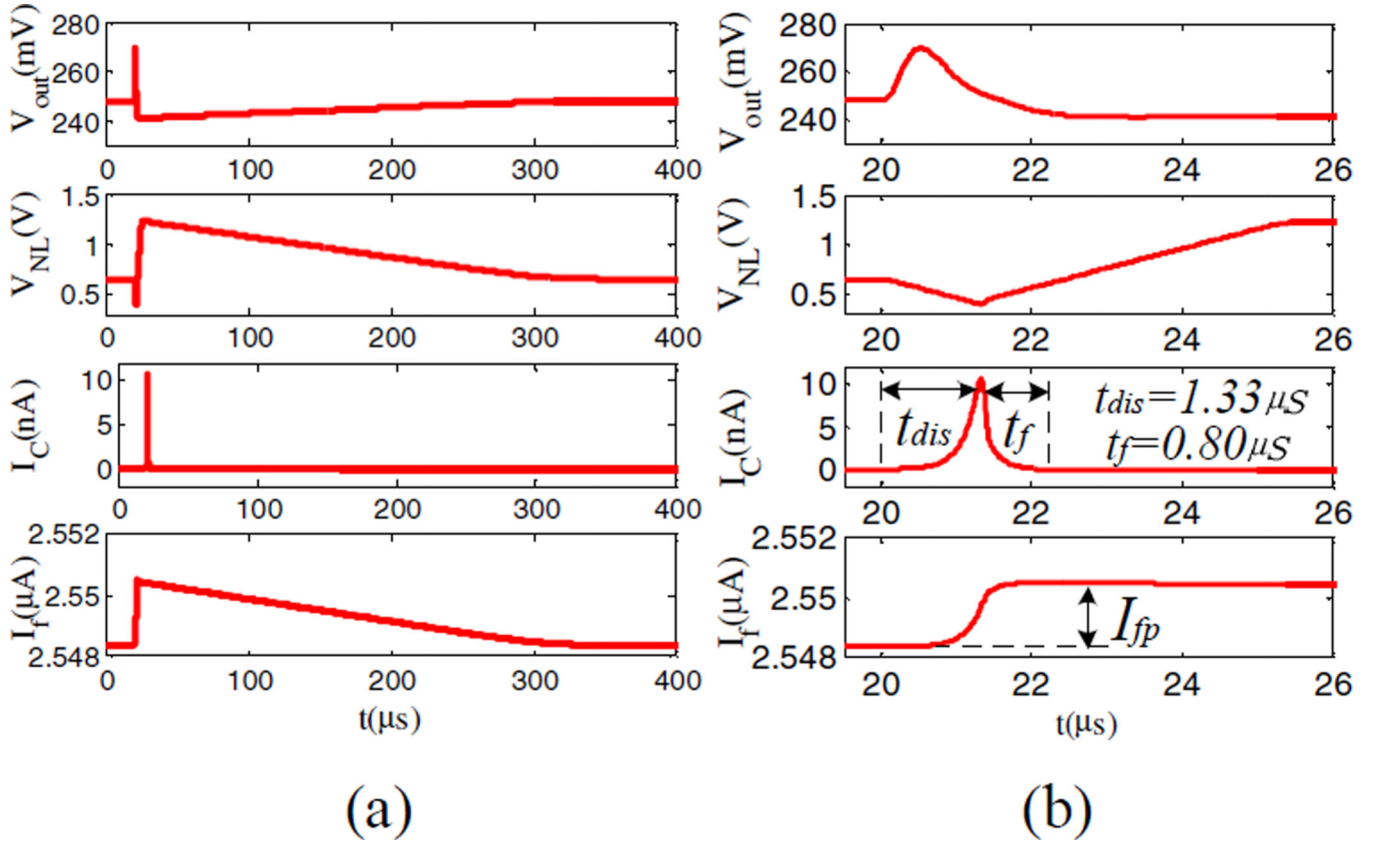 V_out(mV)
280
260
240
0 100 200 300 400
V_NL(V)
1.5
1
0.5
0 100 200 300 400
I_C(nA)
10
5
0
0 100 200 300 400
I_f(μA)
2.552
2.55
2.548
0 100 200 300 400
t(μs)
(a)
V_out(mV)
280
260
240
20 22 24 26
V_NL(V)
1.5
1
0.5
20 22 24 26
I_C(nA)
10
5
0
t_dis t_f
t_dis=1.33μS
t_f=0.80μS
20 22 24 26
I_f(μA)
2.552
2.55
2.548
I_fp
20 22 24 26
t(μs)
(b)